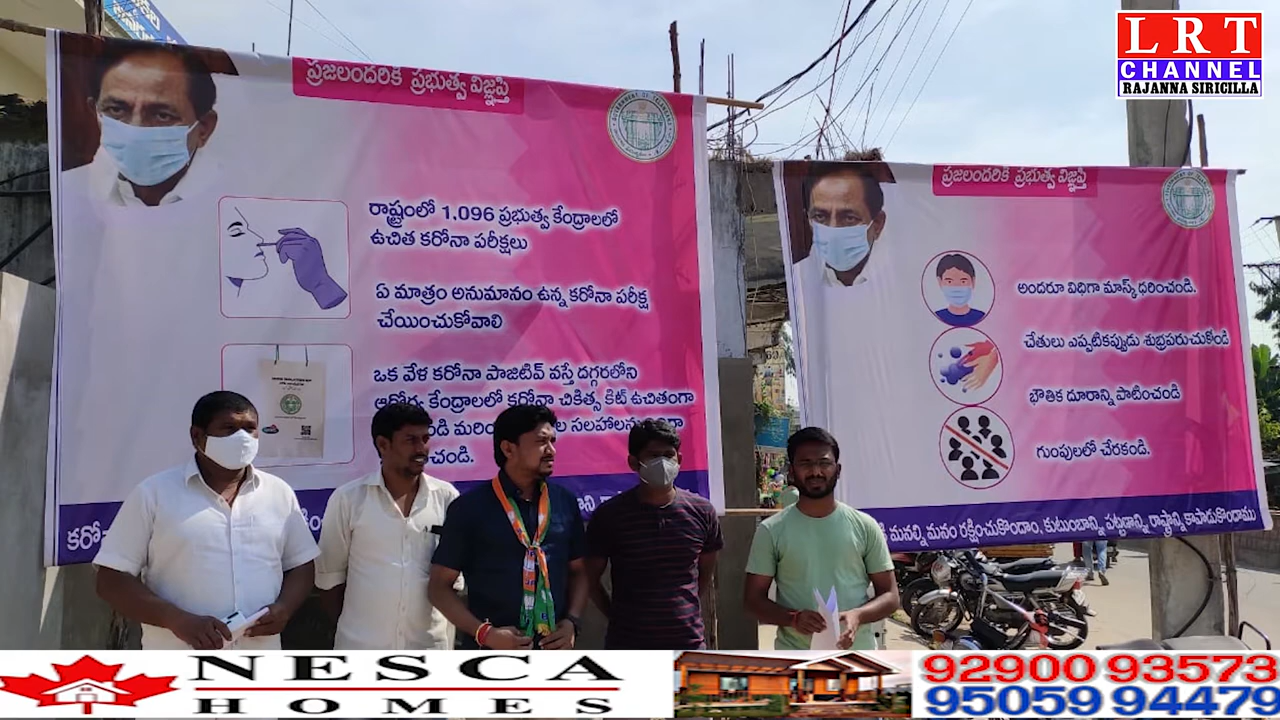 LRT
CHANNEL
RAJANNA SIRICILLA
ప్రజలందరికి ప్రభుత్వ విజ్ఞప్తి
రాష్ట్రంలో 1.096 ప్రభుత్వ కేంద్రాలలో
ఉచిత కరోనా పరీక్షలు
ఏ మాత్రం అనుమానం ఉన్న కరోనా పరీక్ష
చేయించుకోవాలి
ఒక వేళ కరోనా పాజిటివ్ వస్తే దగ్గరలోని
ఆరోగ్య కేంద్రాలలో కరోనా చికిత్స కిట్ ఉచితంగా
ప్రజలందరికి ప్రభుత్వ విజ్ఞప్తి
అందరూ విధిగా మాస్క్ ధరించండి.
చేతులు ఎప్పటికప్పుడు శుభ్రపరుచుకోండి
భౌతిక దూరాన్ని పాటించండి
గుంపులలో చేరకండి.
మనల్ని మనం రక్షించుకొందాం, కుటుంబాన్ని, పట్టణాన్ని, రాష్ట్రాన్ని కాపాడుకొందాము
NESCA
HOMES
92900 93573
95059 94479